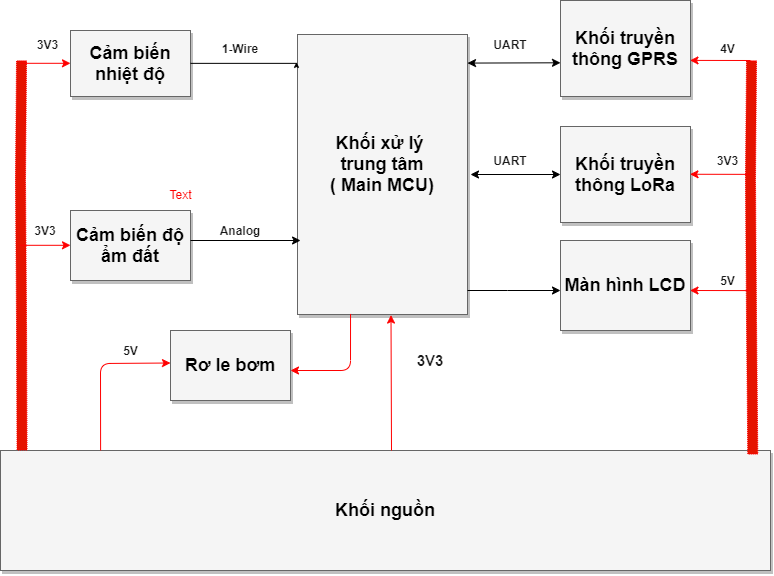 3V3
Cảm biến
nhiệt độ
1-Wire
Khối xử lý
trung tâm
( Main MCU)
UART
Khối truyền
thông GPRS
4V
UART
Khối truyền
thông LoRa
3V3
Text
3V3
Cảm biến độ
ẩm đất
Analog
Màn hình LCD
5V
5V
Rơ le bơm
3V3
Khối nguồn